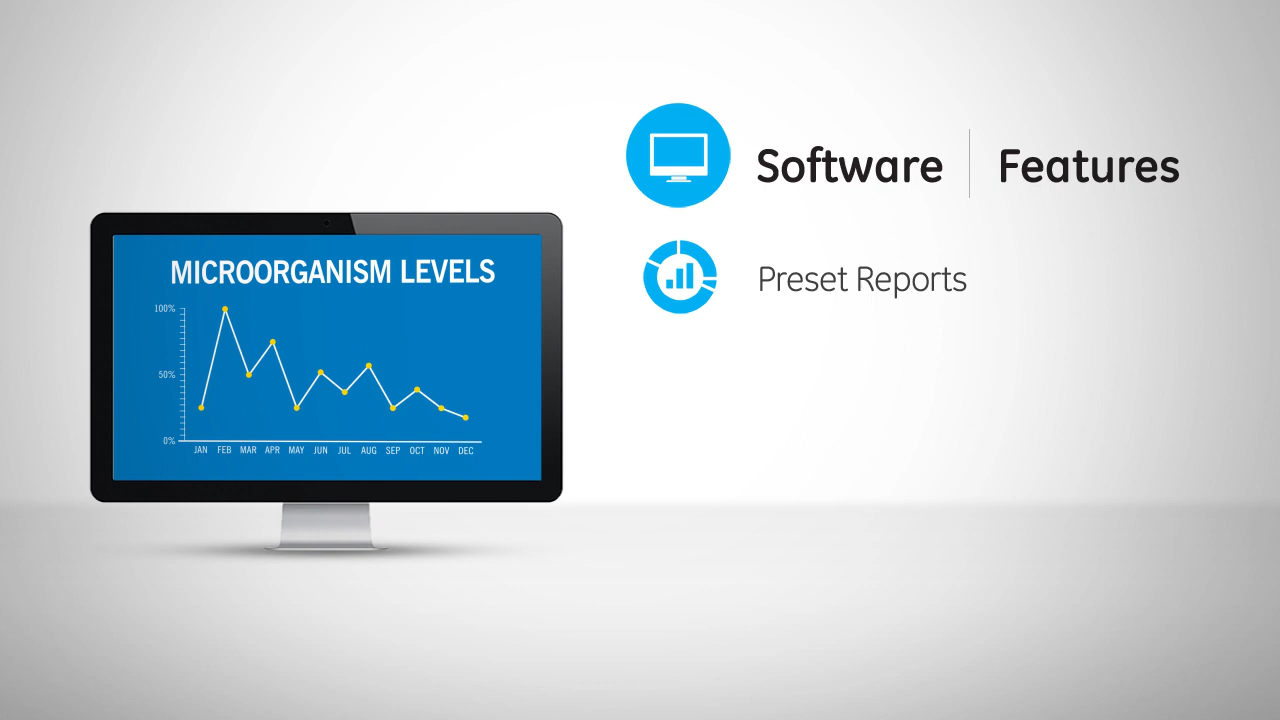 Software | Features
Preset Reports
MICROORGANISM LEVELS
100%
50%
0%
JAN FEB MAR APR MAY JUN JUL AUG SEP OCT NOV DEC